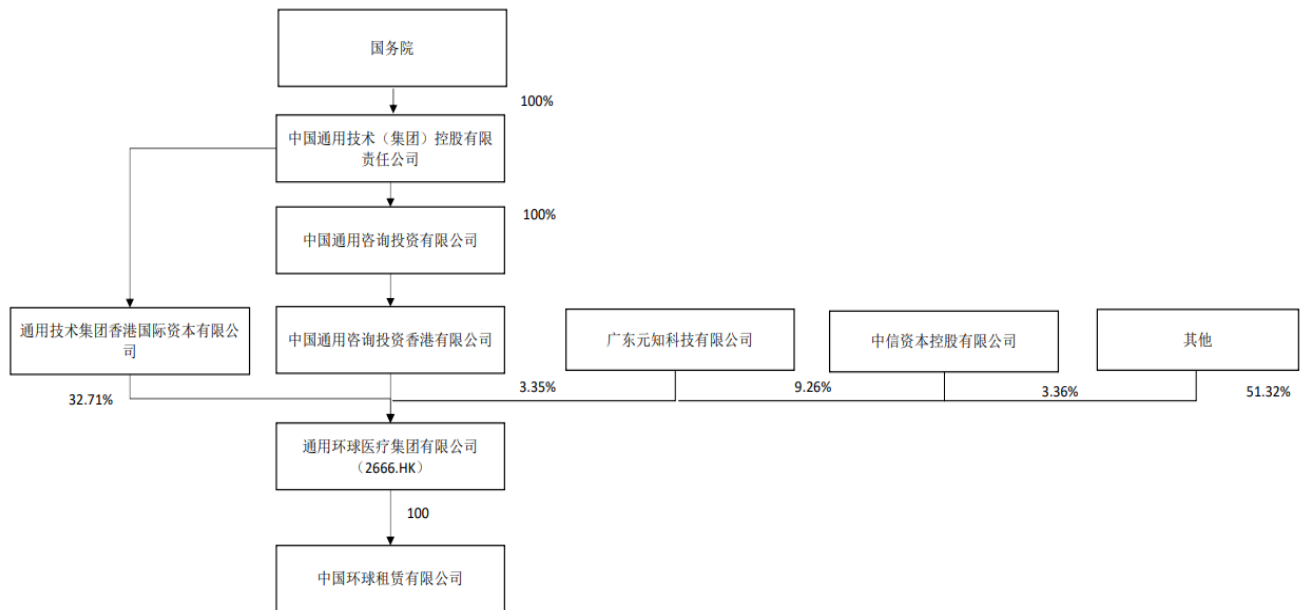 国务院
100%
中国通用技术（集团）控股有限
责任公司
100%
中国通用咨询投资有限公司
通用技术集团香港国际资本有限公
司
中国通用咨询投资香港有限公司
广东元知科技有限公司
中信资本控股有限公司
其他
32.71%
3.35%
9.26%
3.36%
51.32%
通用环球医疗集团有限公司
（2666.HK）
100
中国环球租赁有限公司